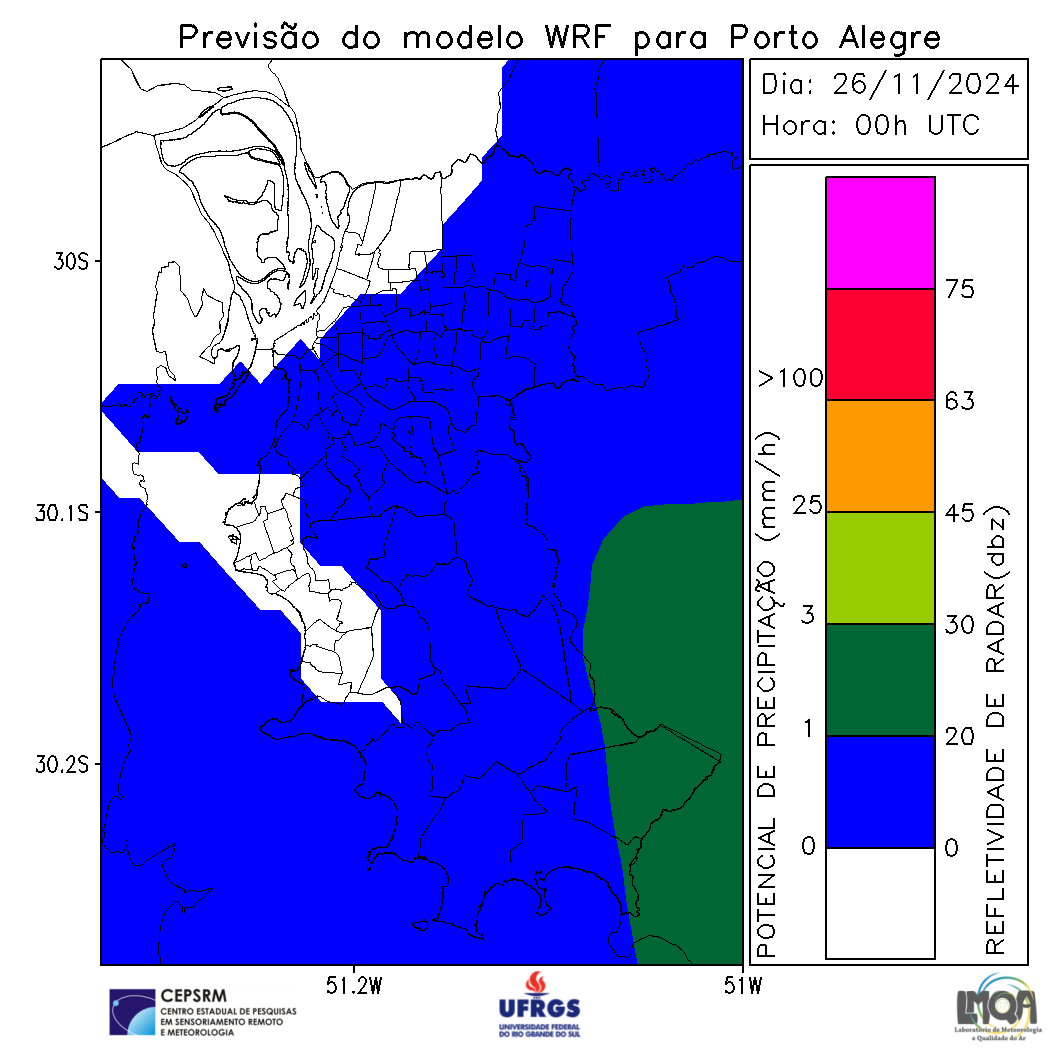 Previsão do modelo WRF para Porto Alegre
Dia: 26/11/2024
Hora: 00h UTC
30S
30.1S
30.2S
51.2W
51W
POTENCIAL DE PRECIPITAÇÃO (mm/h)
>100
25
3
1
0
75
63
45
30
20
0
REFLETIVIDADE DE RADAR(dbz)
CEPSRM
CENTRO ESTADUAL DE PESQUISAS
EM SENSORIAMENTO REMOTO
E METEOROLOGIA
UFRGS
UNIVERSIDADE FEDERAL
DO RIO GRANDE DO SUL
LMQA
Laboratório de Meteorologia
e Qualidade do Ar